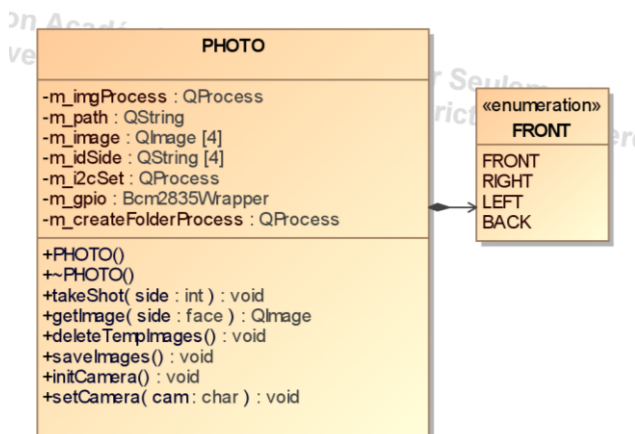 PHOTO
-m_imgProcess : QProcess
-m_path : QString
-m_image : QImage [4]
-m_idSide : QString [4]
-m_i2cSet : QProcess
-m_gpio : Bcm2835Wrapper
-m_createFolderProcess : QProcess
+PHOTO()
+~PHOTO()
+takeShot( side : int ) : void
+getImage( side : face ) : QImage
+deleteTempImages() : void
+saveImages() : void
+initCamera() : void
+setCamera( cam : char ) : void
«enumeration»
FRONT
FRONT
RIGHT
LEFT
BACK